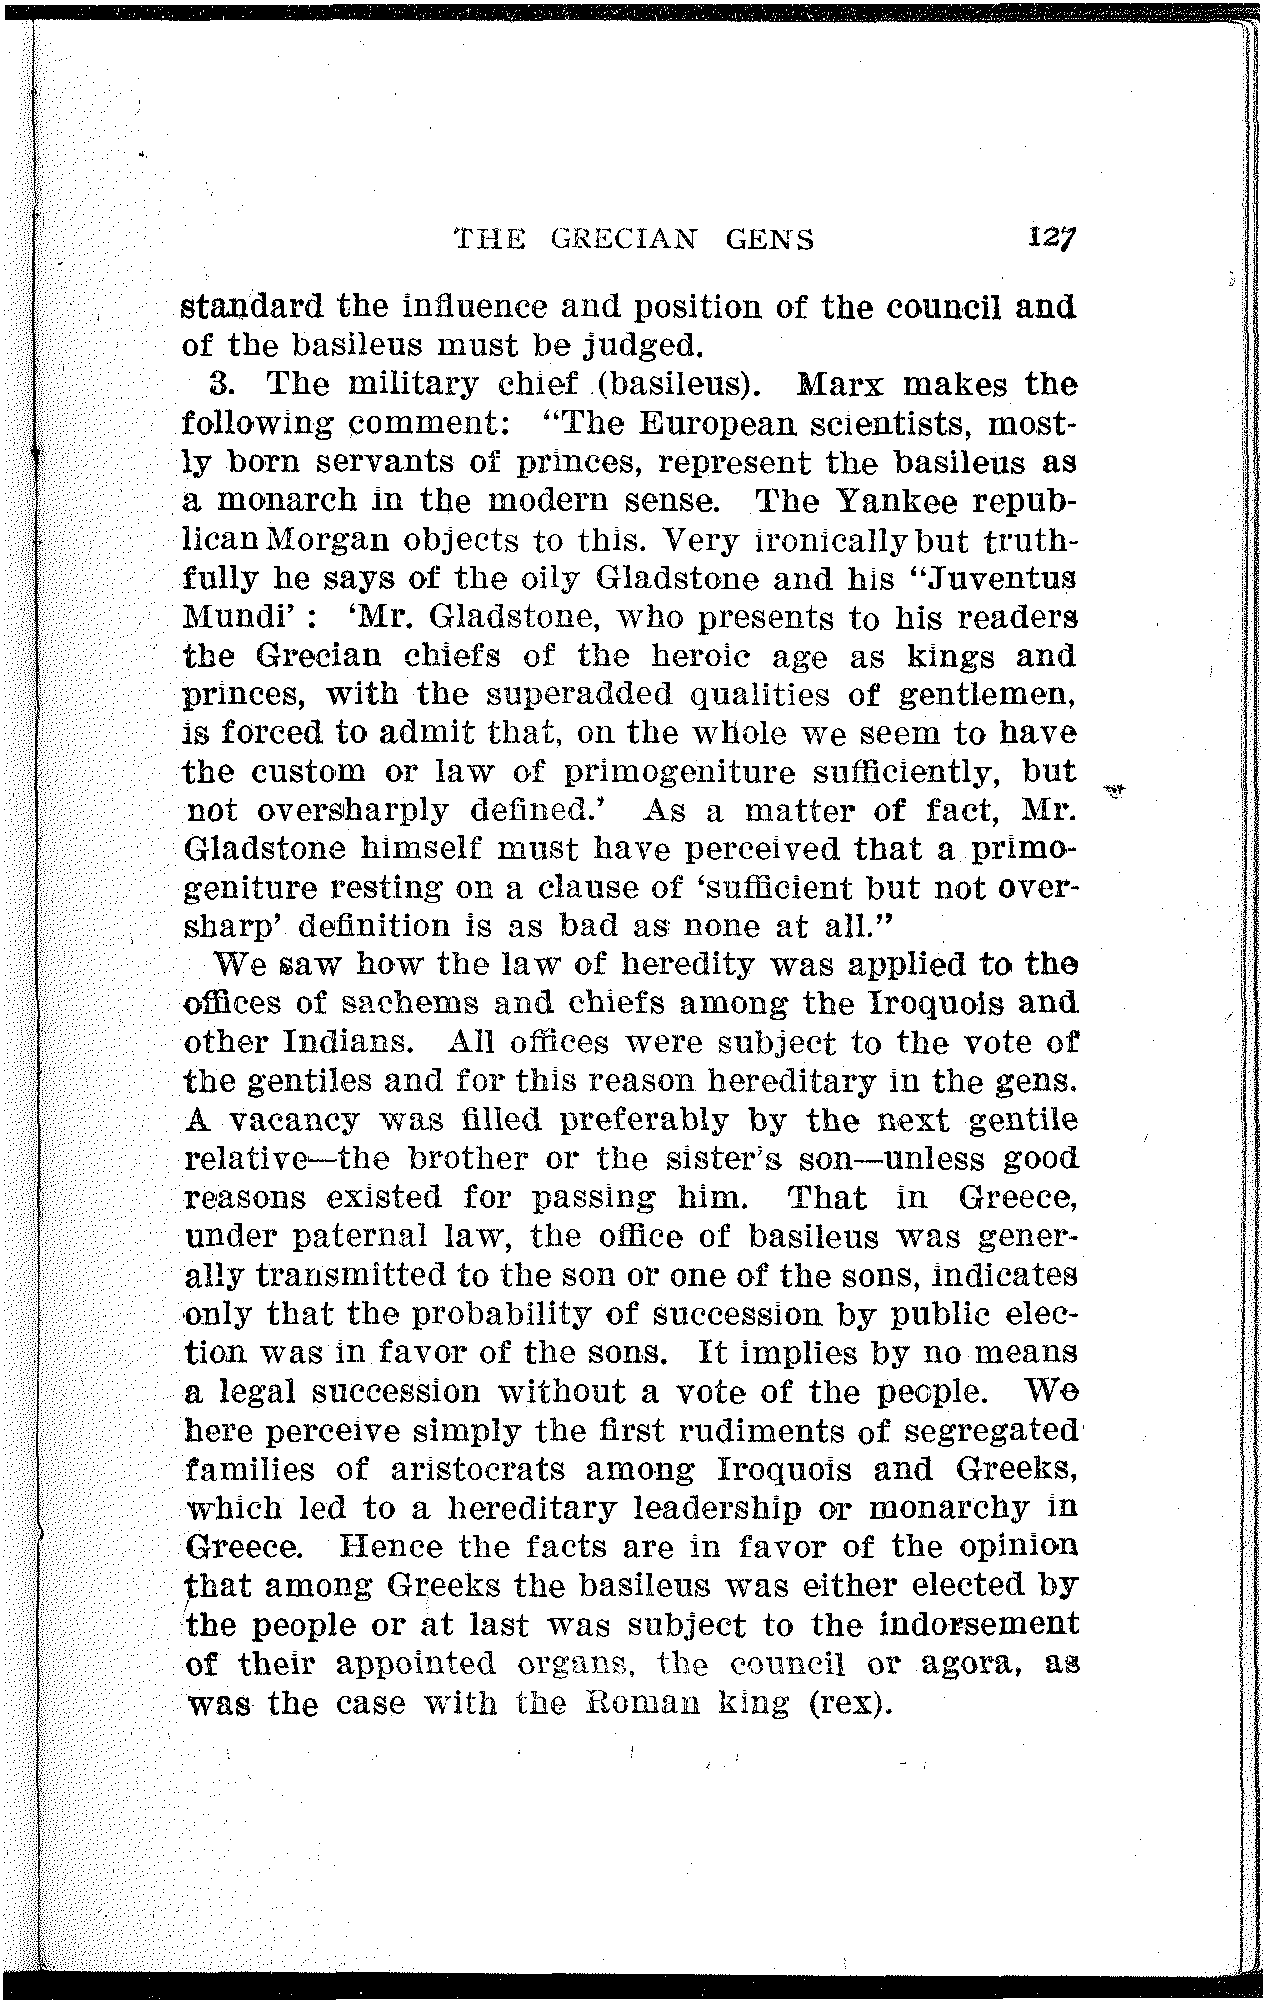 THE GRECIAN GENS 127
standard the influence and position of the council and
of the basileus must be judged.
3. The military chief (basileus). Marx makes the
following comment: “The European scientists, most-
ly born servants of princes, represent the basileus as
a monarch in the modern sense. The Yankee repub-
lican Morgan objects to this. Very ironically but truth-
fully he says of the oily Gladstone and his “Juventus
Mundi’ : ‘Mr. Gladstone, who presents to his readers
the Grecian chiefs of the heroic age as kings and
princes, with the superadded qualities of gentlemen,
is forced to admit that, on the whole we seem to have
the custom or law of primogeniture sufficiently, but
not oversharply defined.’ As a matter of fact, Mr.
Gladstone himself must have perceived that a primo-
geniture resting on a clause of ‘sufficient but not over-
sharp’ definition is as bad as none at all.”
We saw how the law of heredity was applied to the
offices of sachems and chiefs among the Iroquois and
other Indians. All offices were subject to the vote of
the gentiles and for this reason hereditary in the gens.
A vacancy was filled preferably by the next gentile
relative—the brother or the sister’s son—unless good
reasons existed for passing him. That in Greece,
under paternal law, the office of basileus was gener-
ally transmitted to the son or one of the sons, indicates
only that the probability of succession by public elec-
tion was in favor of the sons. It implies by no means
a legal succession without a vote of the people. We
here perceive simply the first rudiments of segregated
families of aristocrats among Iroquois and Greeks,
which led to a hereditary leadership or monarchy in
Greece. Hence the facts are in favor of the opinion
that among Greeks the basileus was either elected by
the people or at last was subject to the indorsement
of their appointed organs, the council or agora, as
was the case with the Roman king (rex).